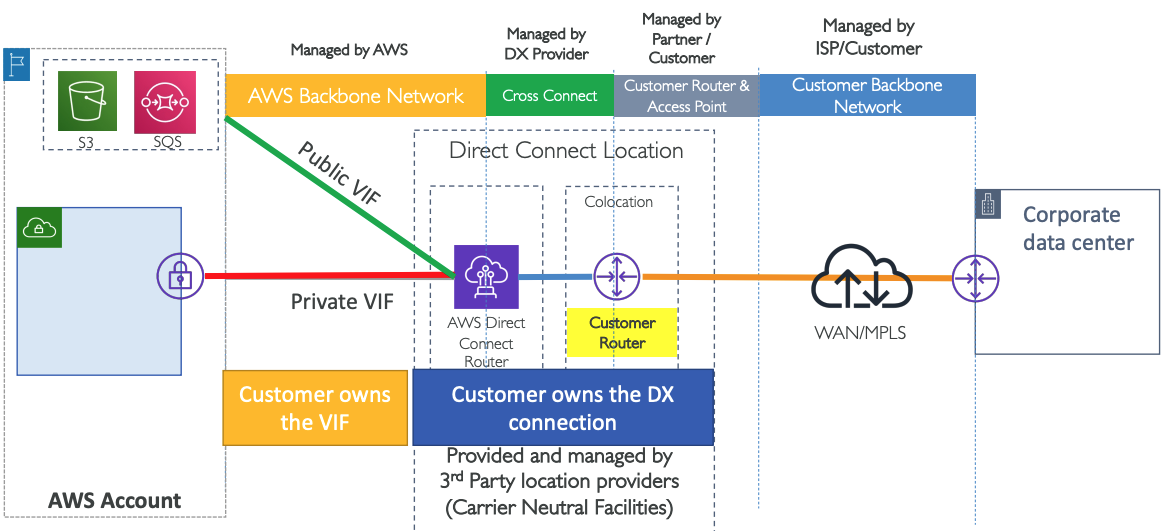 Managed by AWS
Managed by
DX Provider
Managed by
Partner /
Customer
Managed by
ISP/Customer
AWS Backbone Network
Cross Connect
Customer Router &
Access Point
Customer Backbone
Network
S3
SQS
Public VIF
Direct Connect Location
Colocation
Corporate
data center
Private VIF
AWS Direct
Connect
Router
Customer
Router
WAN/MPLS
Customer owns
the VIF
Customer owns the DX
connection
Provided and managed by
3rd Party location providers
(Carrier Neutral Facilities)
AWS Account